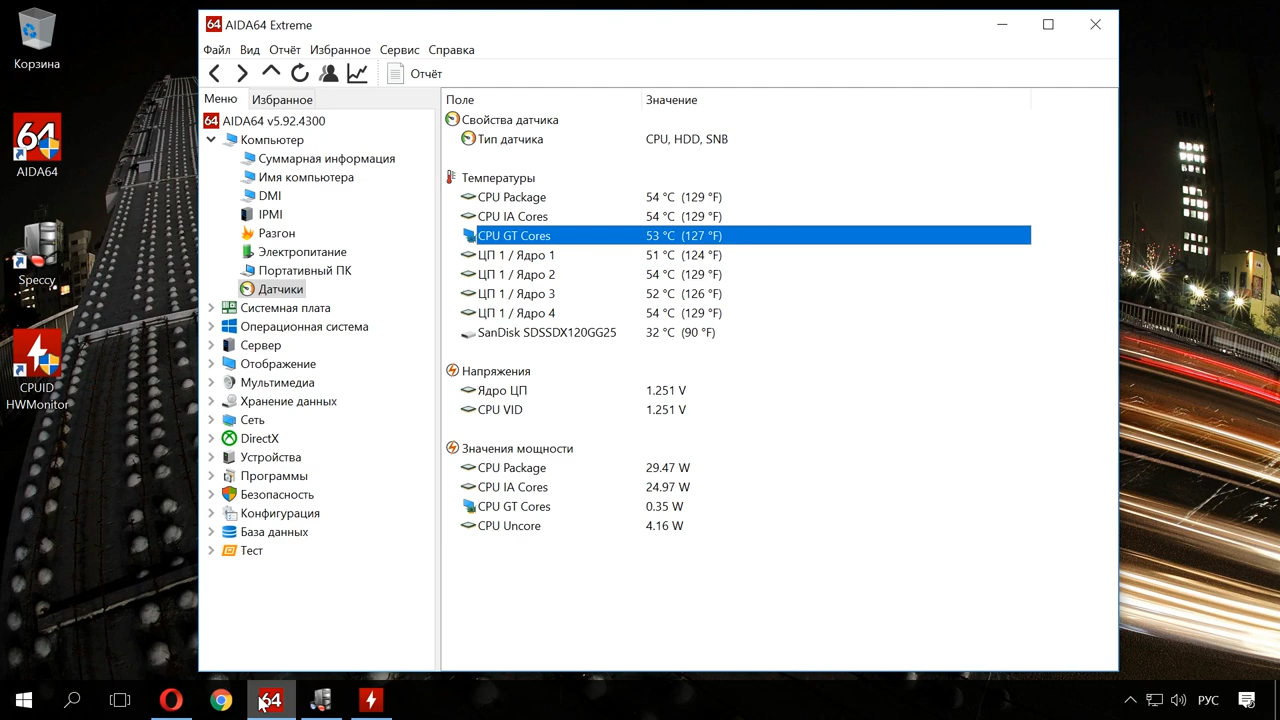 Корзина
AIDA64
Speccy
CPUID
HWMonitor
64 AIDA64 Extreme
Файл Вид Отчёт Избранное Сервис Справка
Отчёт
Меню Избранное
64 AIDA64 v5.92.4300
Компьютер
Суммарная информация
Имя компьютера
DMI
IPMI
Разгон
Электропитание
Портативный ПК
Датчики
Системная плата
Операционная система
Сервер
Отображение
Мультимедиа
Хранение данных
Сеть
DirectX
Устройства
Программы
Безопасность
Конфигурация
База данных
Тест
Поле Значение
Свойства датчика
Тип датчика CPU, HDD, SNB
Температуры
CPU Package 54 °C (129 °F)
CPU IA Cores 54 °C (129 °F)
CPU GT Cores 53 °C (127 °F)
ЦП 1 / Ядро 1 51 °C (124 °F)
ЦП 1 / Ядро 2 54 °C (129 °F)
ЦП 1 / Ядро 3 52 °C (126 °F)
ЦП 1 / Ядро 4 54 °C (129 °F)
SanDisk SDSSDX120GG25 32 °C (90 °F)
Напряжения
Ядро ЦП 1.251 V
CPU VID 1.251 V
Значения мощности
CPU Package 29.47 W
CPU IA Cores 24.97 W
CPU GT Cores 0.35 W
CPU Uncore 4.16 W
64
РУС